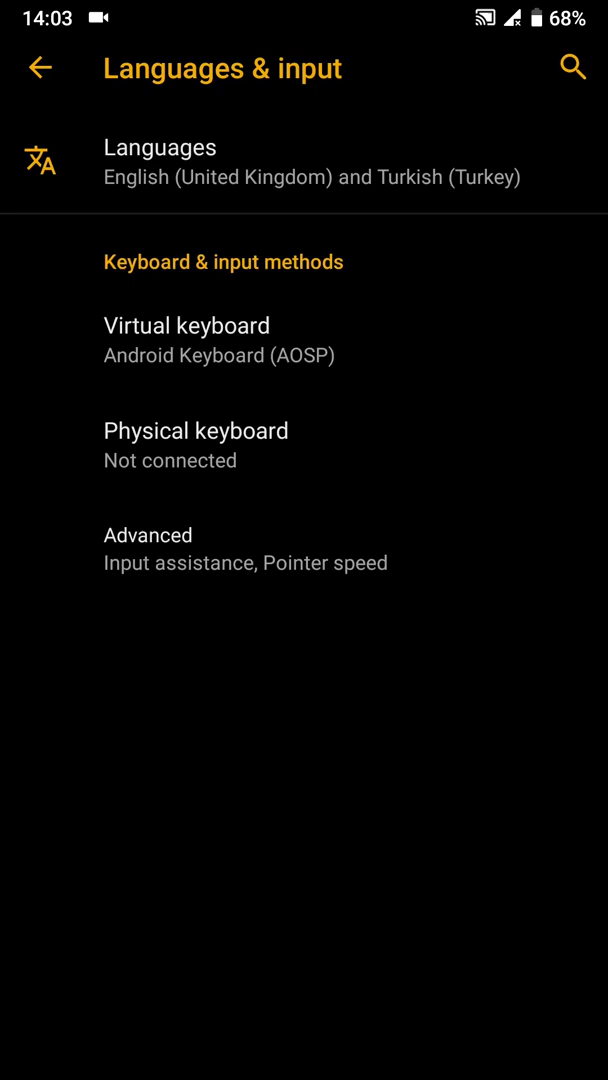 14:03
68%
Languages & input
Languages
English (United Kingdom) and Turkish (Turkey)
Keyboard & input methods
Virtual keyboard
Android Keyboard (AOSP)
Physical keyboard
Not connected
Advanced
Input assistance, Pointer speed